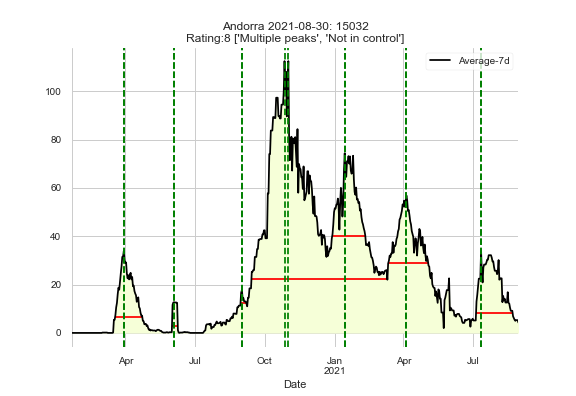 Andorra 2021-08-30: 15032
Rating:8 ['Multiple peaks', 'Not in control']
Average-7d
100
80
60
40
20
0
Apr Jul Oct Jan Apr Jul
2021
Date